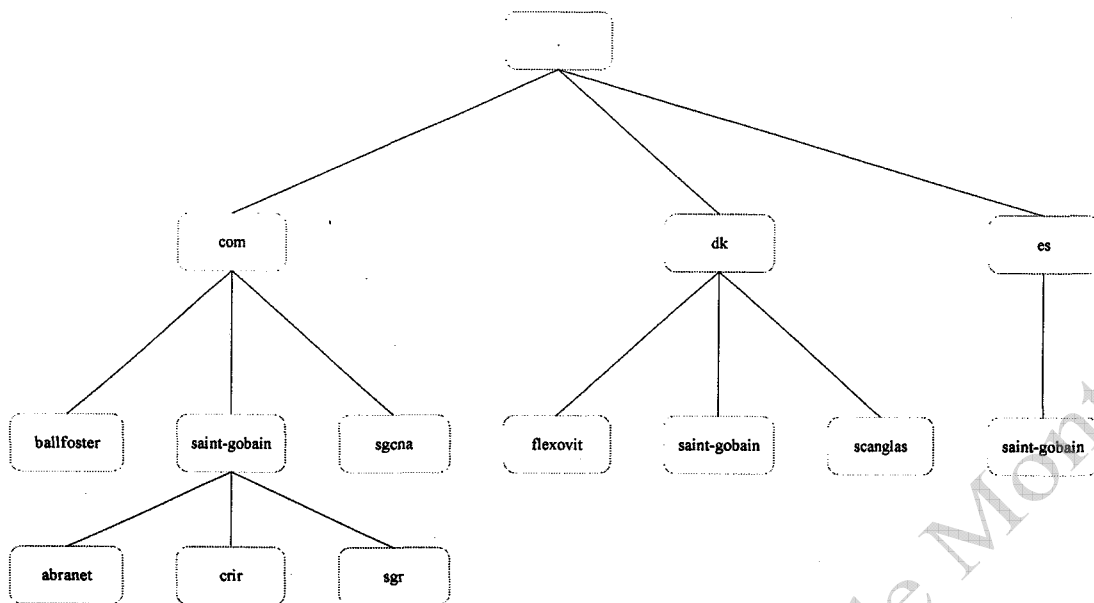 .
com
dk
es
ballfoster
saint-gobain
sgcna
flexovit
saint-gobain
scanglas
saint-gobain
abranet
crir
sgr